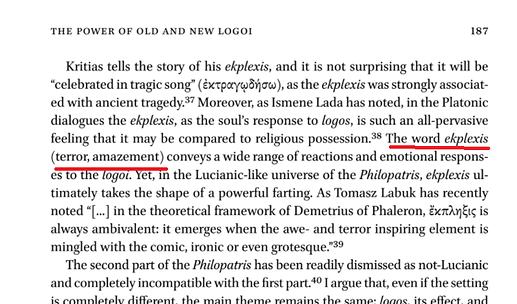 THE POWER OF OLD AND NEW LOGOI 187
Kritias tells the story of his ekplexis, and it is not surprising that it will be
“celebrated in tragic song” (ἐκτραγῳδήσω), as the ekplexis was strongly associat-
ed with ancient tragedy.37 Moreover, as Ismene Lada has noted, in the Platonic
dialogues the ekplexis, as the soul’s response to logos, is such an all-pervasive
feeling that it may be compared to religious possession.38 The word ekplexis
(terror, amazement) conveys a wide range of reactions and emotional respons-
es to the logoi. Yet, in the Lucianic-like universe of the Philopatris, ekplexis ul-
timately takes the shape of a powerful farting. As Tomasz Labuk has recently
noted “[...] in the theoretical framework of Demetrius of Phaleron, ἔκπληξις is
always ambivalent: it emerges when the awe- and terror inspiring element is
mingled with the comic, ironic or even grotesque.”39
The second part of the Philopatris has been readily dismissed as not-Lucianic
and completely incompatible with the first part.40 I argue that, even if the setting
is completely different, the main theme remains the same: logos, its effect, and